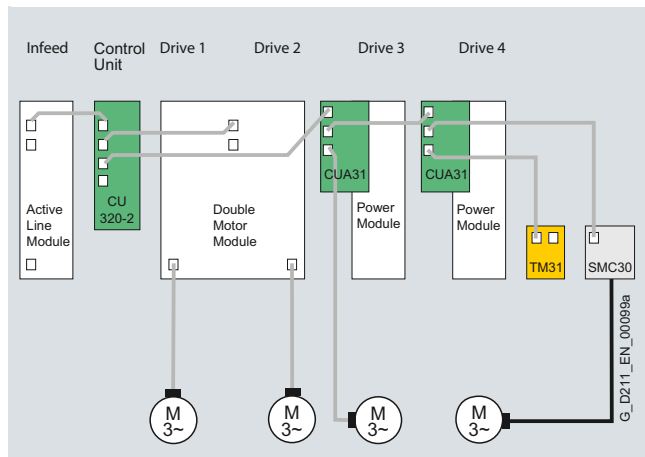 Infeed
Control
Unit
Drive 1
Drive 2
Drive 3
Drive 4
Active
Line
Module
CU
320-2
Double
Motor
Module
CUA31
Power
Module
CUA31
Power
Module
TM31
SMC30
M
3~
M
3~
M
3~
M
3~
G_D211_EN_00099a